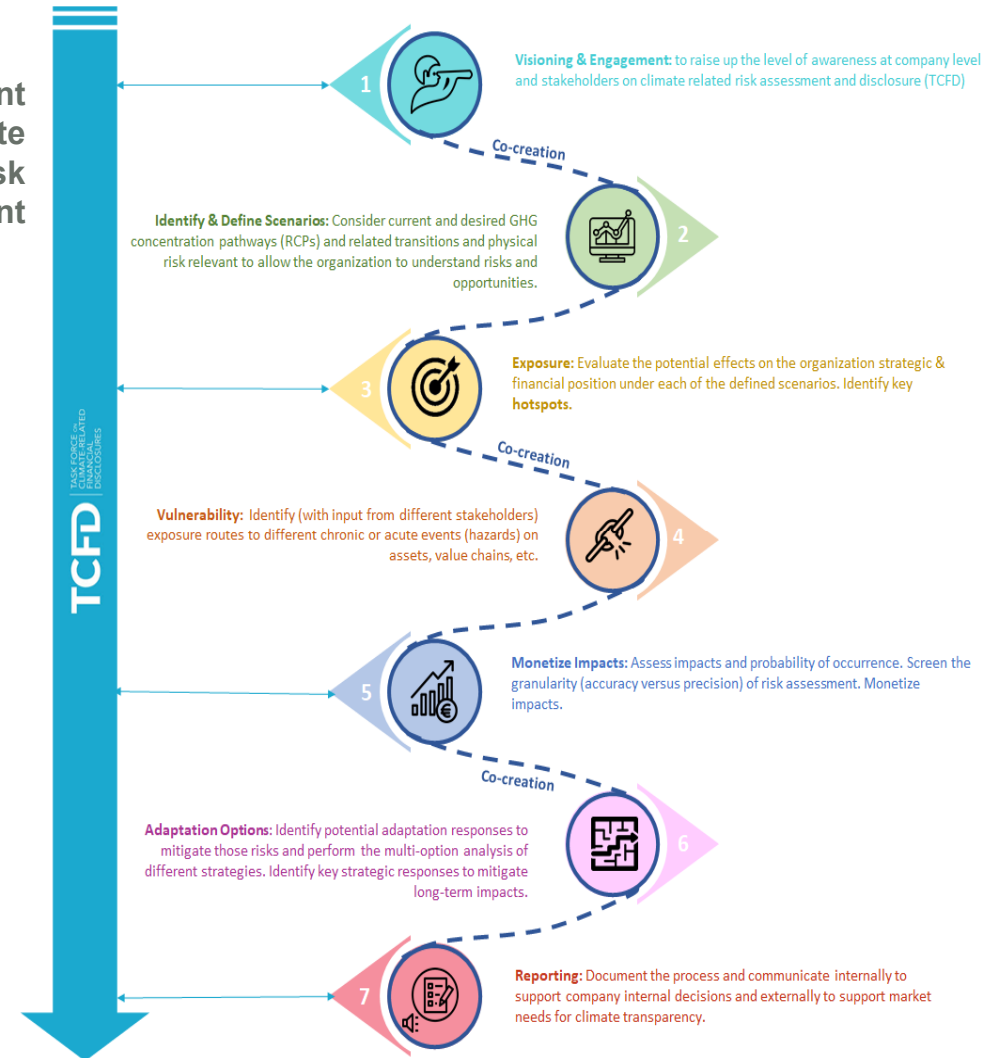 nt
te
sk
nt
1
Visioning & Engagement: to raise up the level of awareness at company level
and stakeholders on climate related risk assessment and disclosure (TCFD)
Co-creation
Identify & Define Scenarios: Consider current and desired GHG
concentration pathways (RCPs) and related transitions and physical
risk relevant to allow the organization to understand risks and
opportunities.
2
3
Exposure: Evaluate the potential effects on the organization strategic &
financial position under each of the defined scenarios. Identify key
hotspots.
Co-creation
TCFD
TASK FORCE ON
CLIMATE-RELATED
FINANCIAL
DISCLOSURES
Vulnerability: Identify (with input from different stakeholders)
exposure routes to different chronic or acute events (hazards) on
assets, value chains, etc.
4
5
Monetize Impacts: Assess impacts and probability of occurrence. Screen the
granularity (accuracy versus precision) of risk assessment. Monetize
impacts.
€
Co-creation
Adaptation Options: Identify potential adaptation responses to
mitigate those risks and perform the multi-option analysis of
different strategies. Identify key strategic responses to mitigate
long-term impacts.
6
7
Reporting: Document the process and communicate internally to
support company internal decisions and externally to support market
needs for climate transparency.